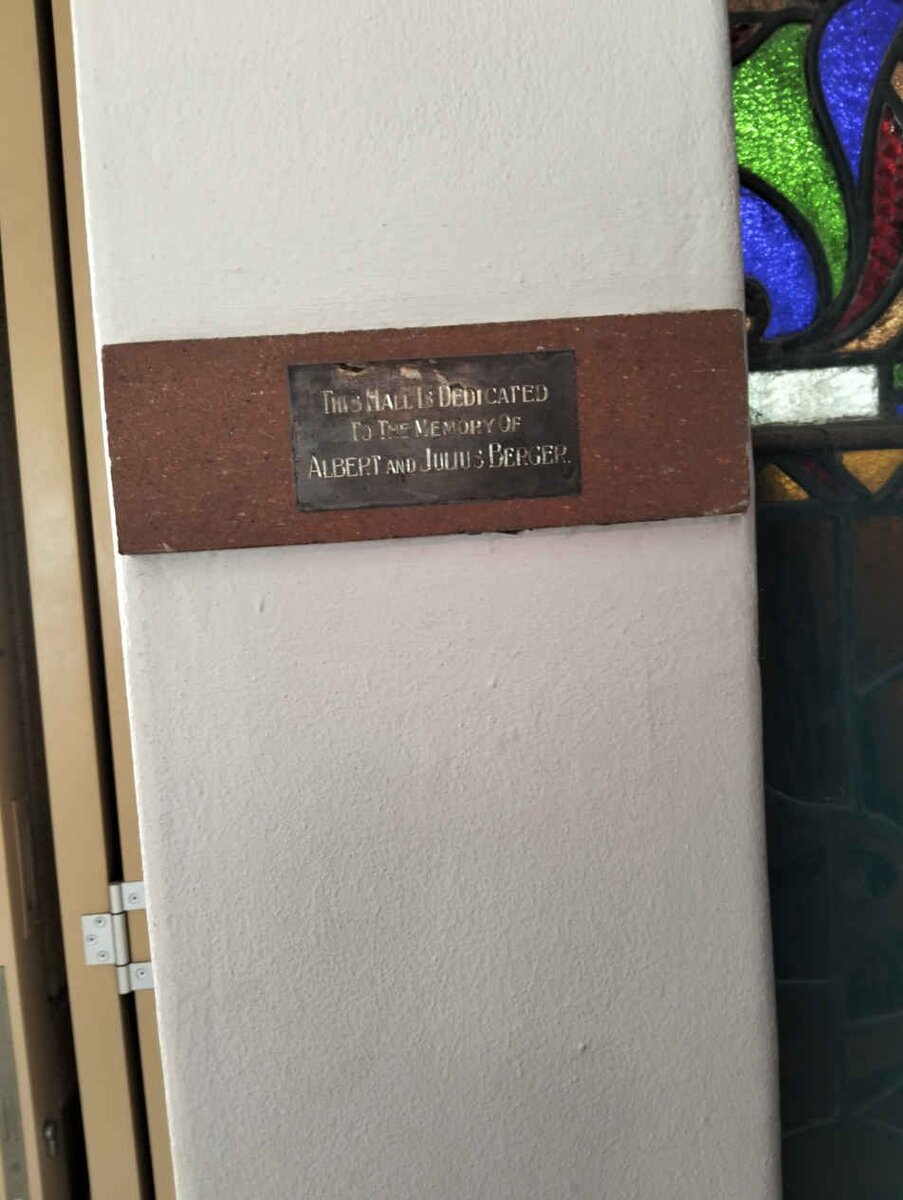 THIS HALL IS DEDICATED
TO THE MEMORY OF
ALBERT AND JULIUS BERGER.